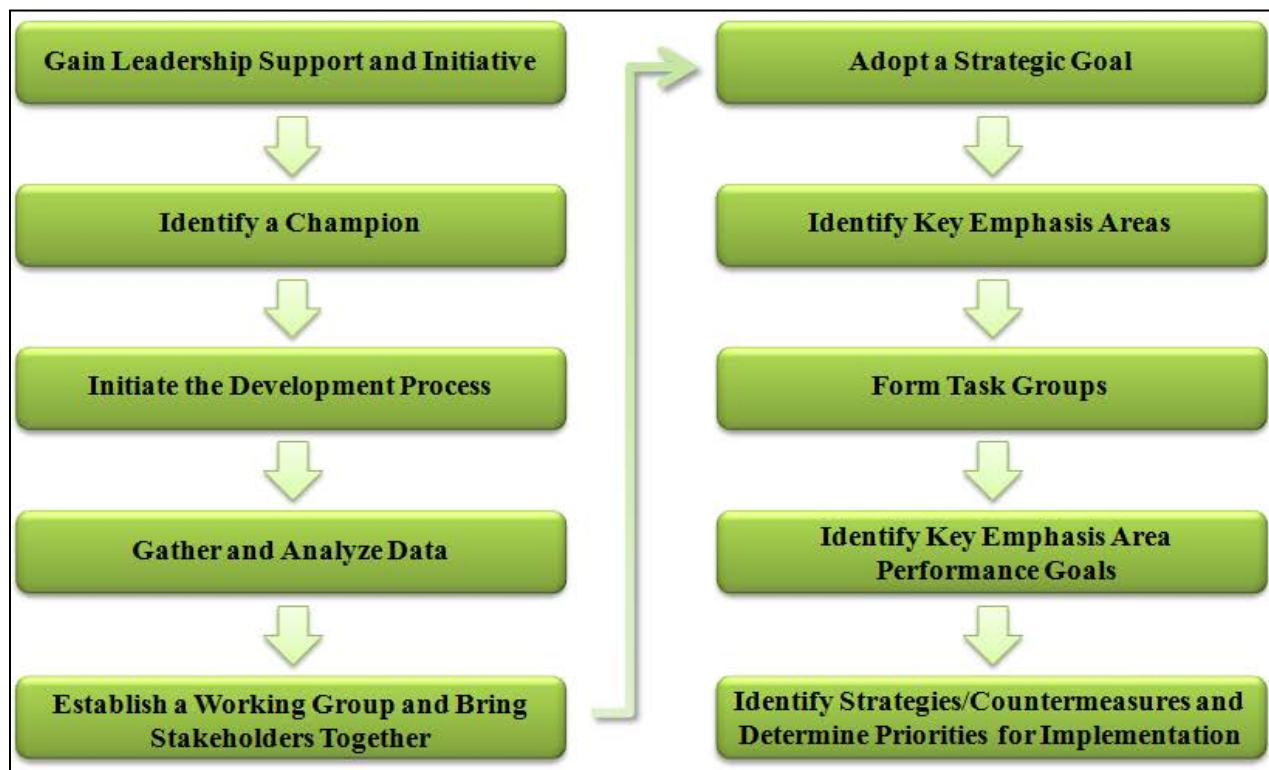 Gain Leadership Support and Initiative
Identify a Champion
Initiate the Development Process
Gather and Analyze Data
Establish a Working Group and Bring
Stakeholders Together
Adopt a Strategic Goal
Identify Key Emphasis Areas
Form Task Groups
Identify Key Emphasis Area
Performance Goals
Identify Strategies/Countermeasures and
Determine Priorities for Implementation